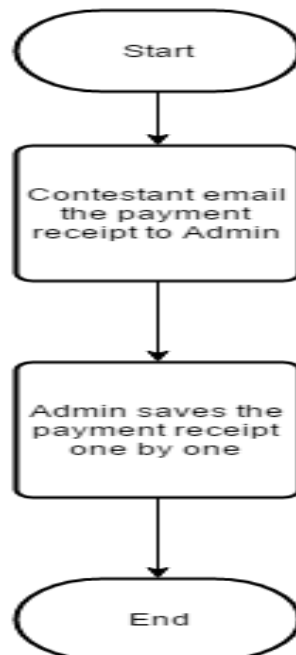 Start
Contestant email
the payment
receipt to Admin
Admin saves the
payment receipt
one by one
End